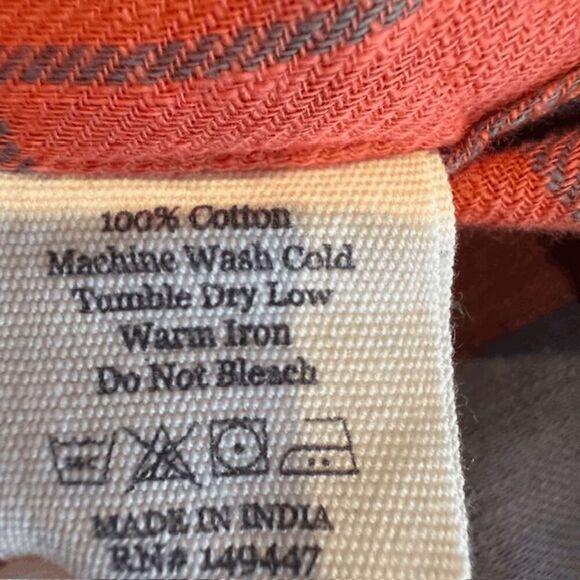 100% Cotton
Machine Wash Cold
Tumble Dry Low
Warm Iron
Do Not Bleach
MADE IN INDIA
RN# 149447